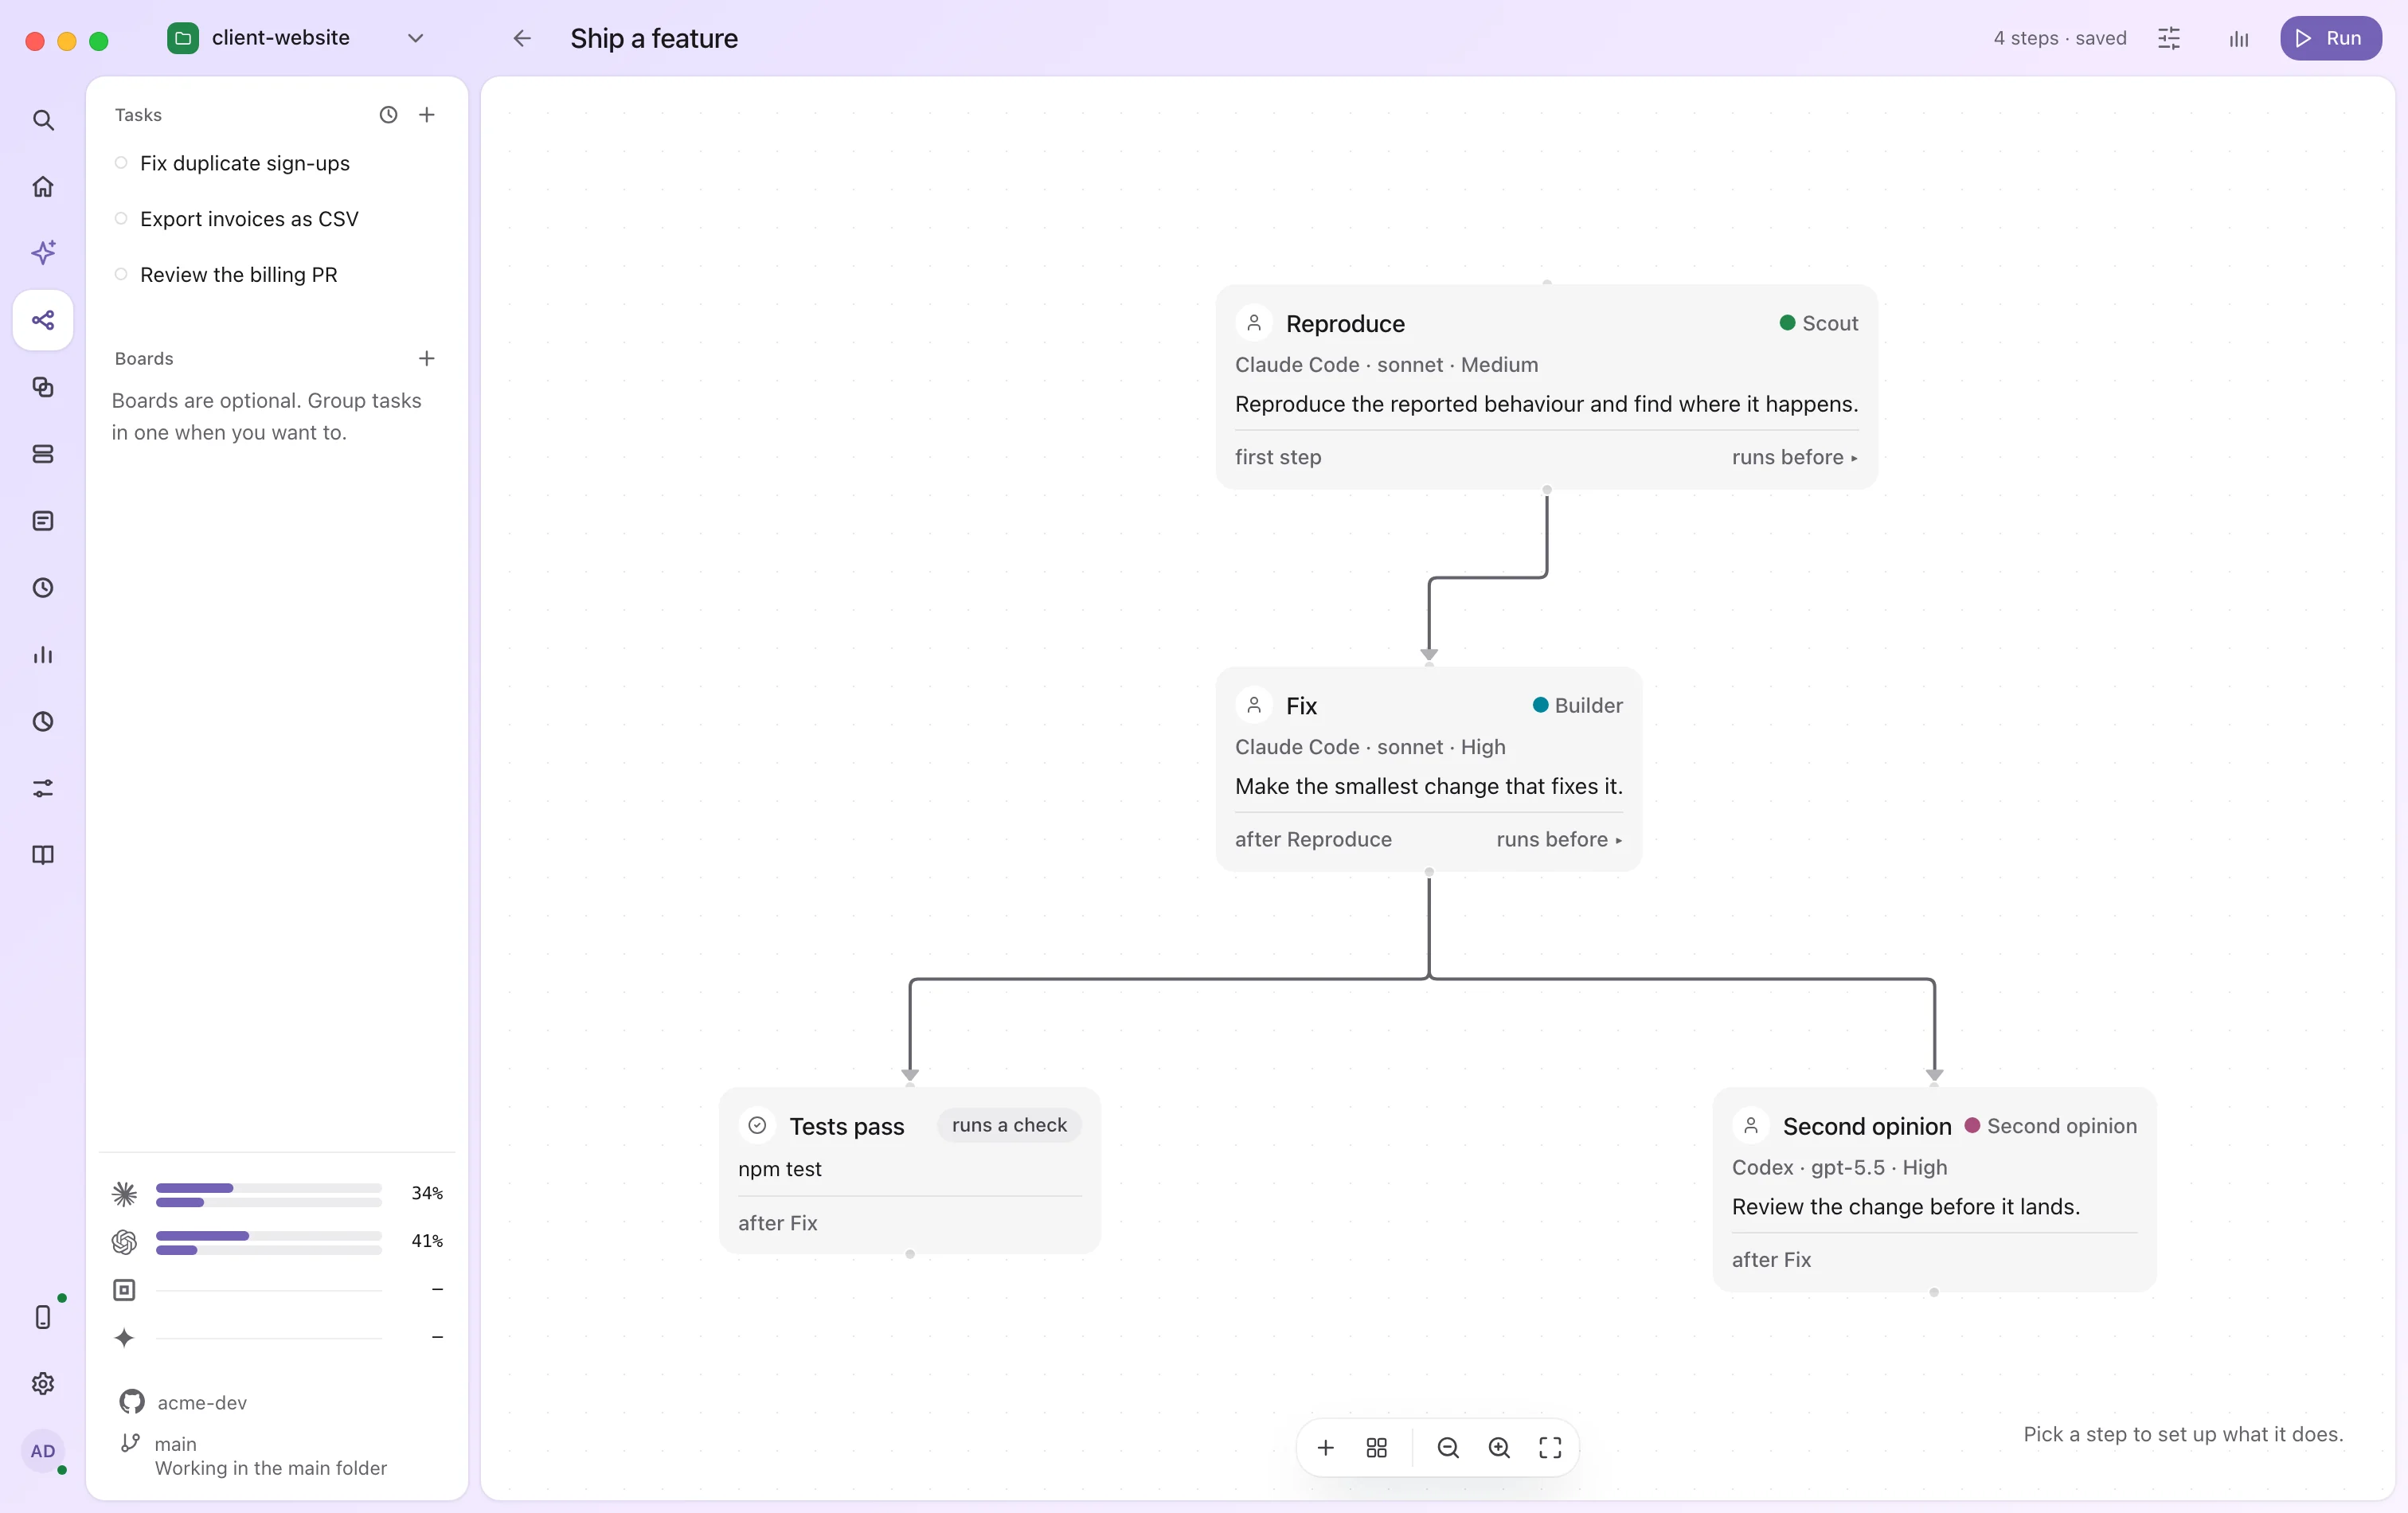 client-website
Ship a feature
4 steps · saved
Run
Tasks
Fix duplicate sign-ups
Export invoices as CSV
Review the billing PR
Boards
Boards are optional. Group tasks
in one when you want to.
34%
41%
–
–
acme-dev
main
Working in the main folder
AD
Reproduce
Scout
Claude Code · sonnet · Medium
Reproduce the reported behaviour and find where it happens.
first step
runs before ▸
Fix
Builder
Claude Code · sonnet · High
Make the smallest change that fixes it.
after Reproduce
runs before ▸
Tests pass
runs a check
npm test
after Fix
Second opinion
Second opinion
Codex · gpt-5.5 · High
Review the change before it lands.
after Fix
Pick a step to set up what it does.